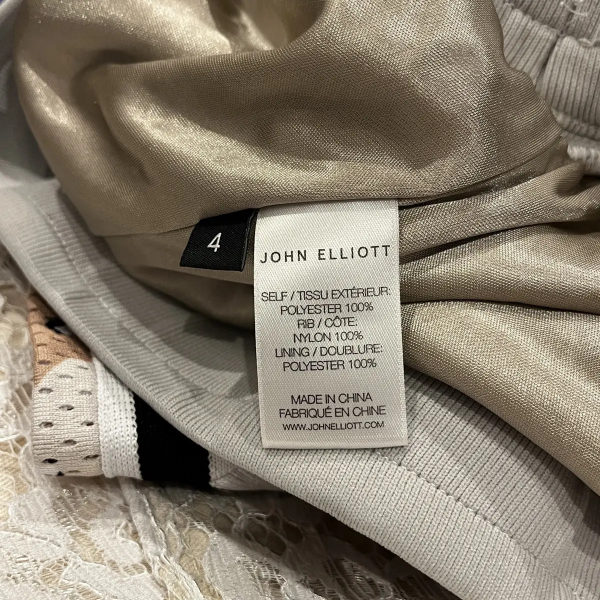 4
JOHN ELLIOTT
SELF / TISSU EXTÉRIEUR:
POLYESTER 100%
RIB / CÔTE:
NYLON 100%
LINING / DOUBLURE:
POLYESTER 100%
MADE IN CHINA
FABRIQUÉ EN CHINE
WWW.JOHNELLIOTT.COM